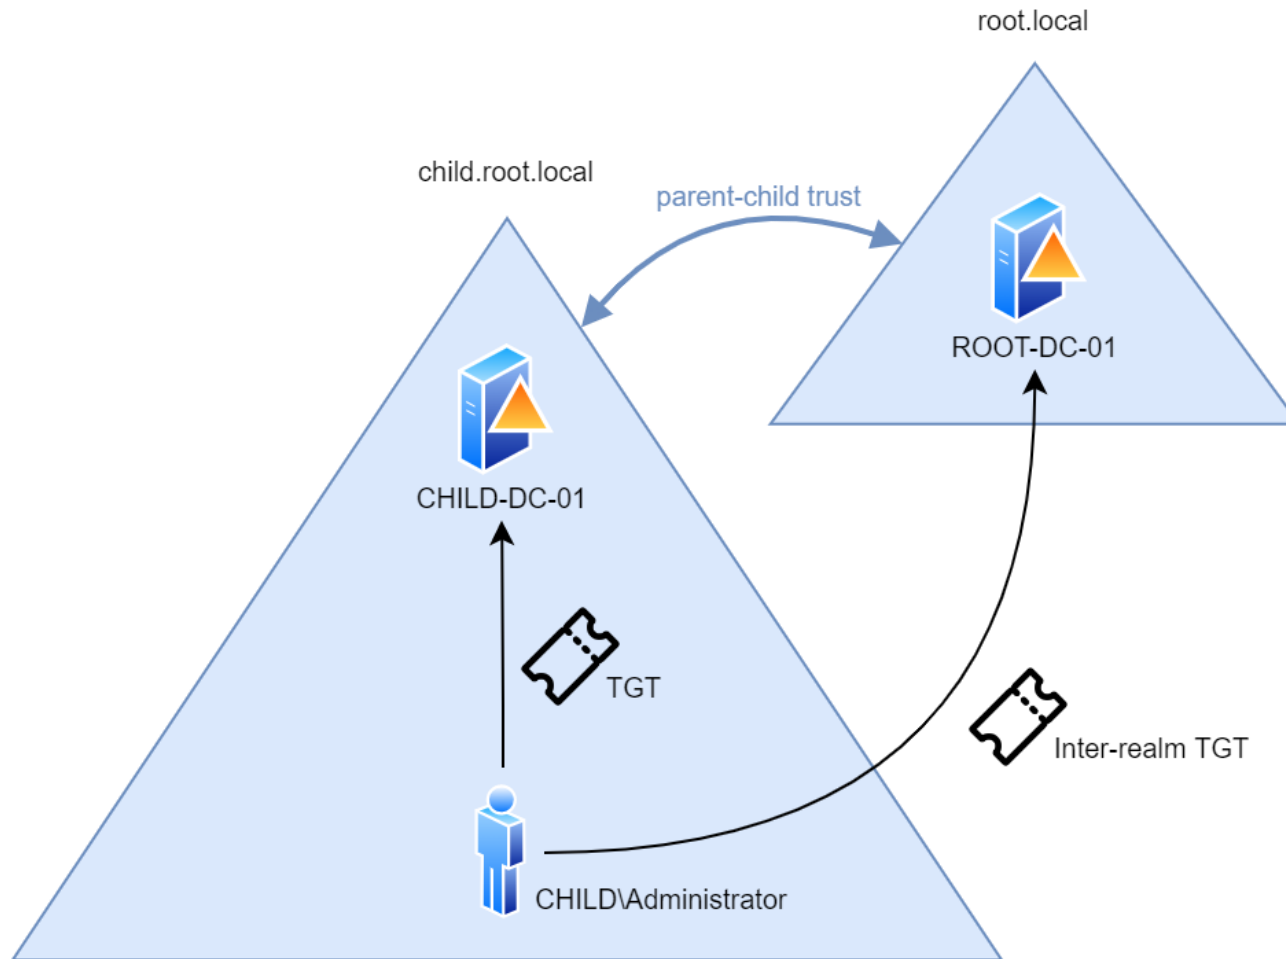 root.local
child.root.local
parent-child trust
ROOT-DC-01
CHILD-DC-01
TGT
Inter-realm TGT
CHILD\Administrator